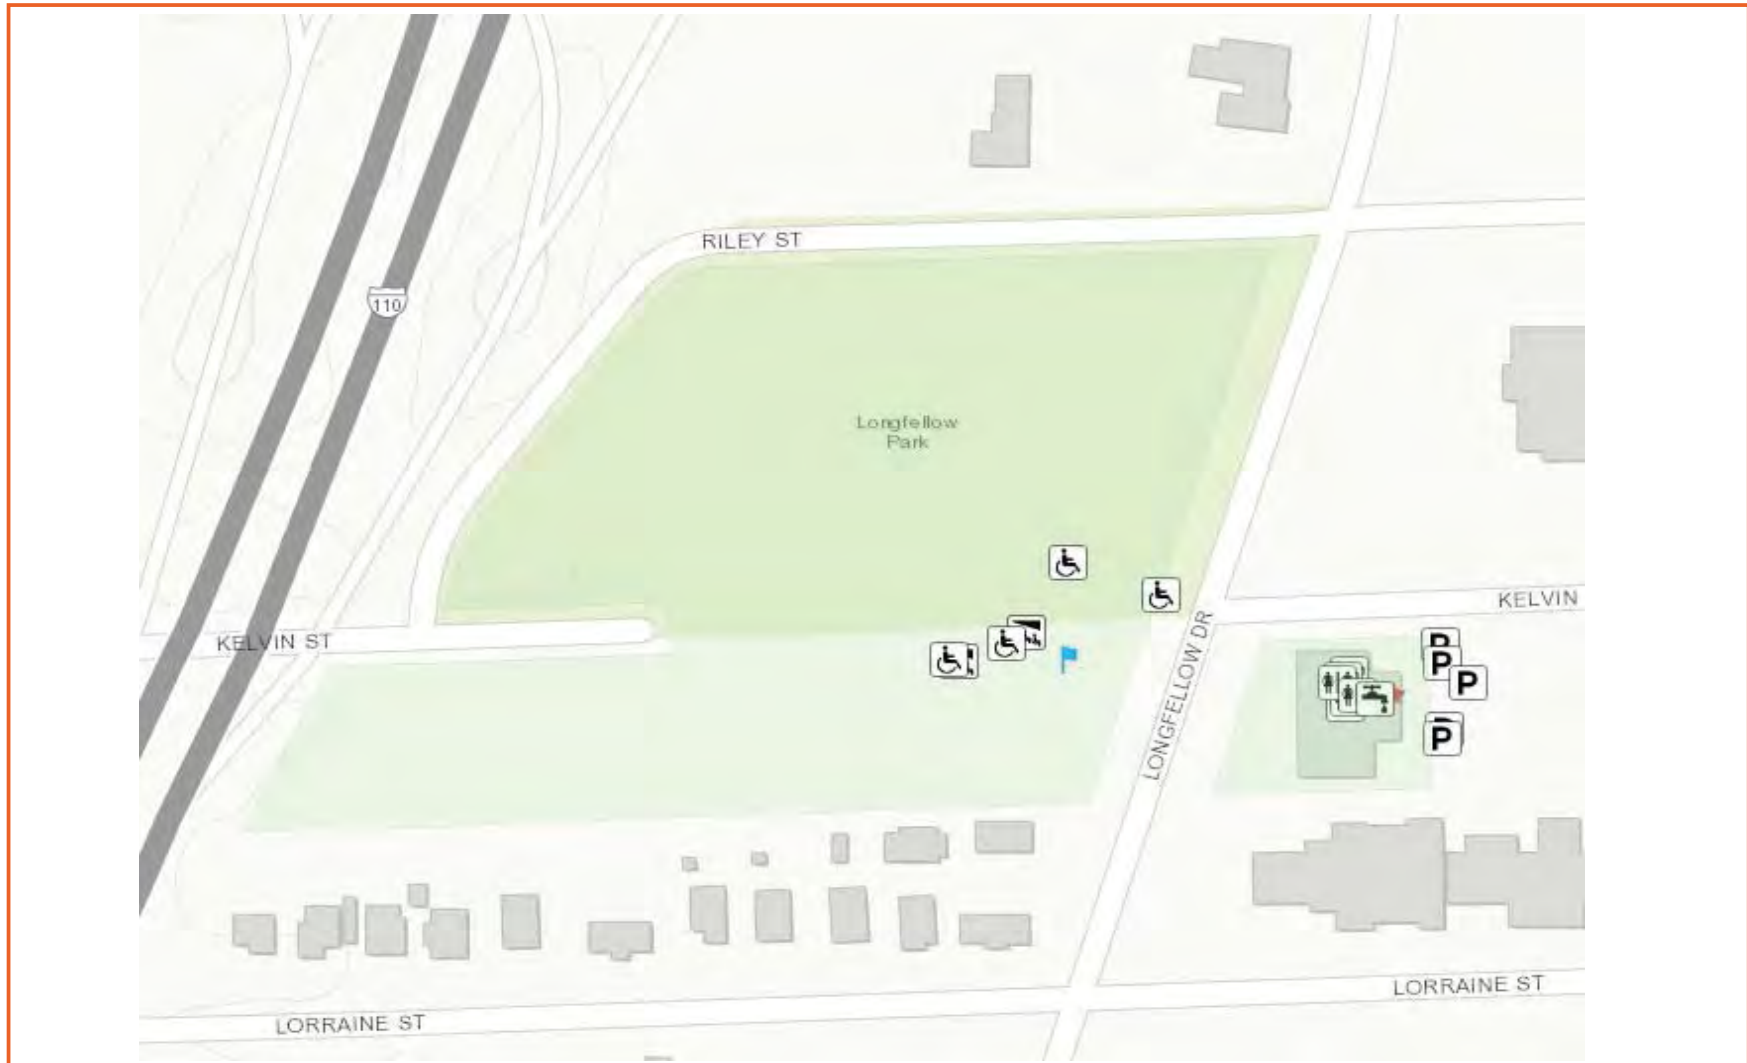 RILEY ST
110
Longfellow
Park
KELVIN
KELVIN ST
P
P
P
LONGFELLOW DR
P
LORRAINE ST
LORRAINE ST